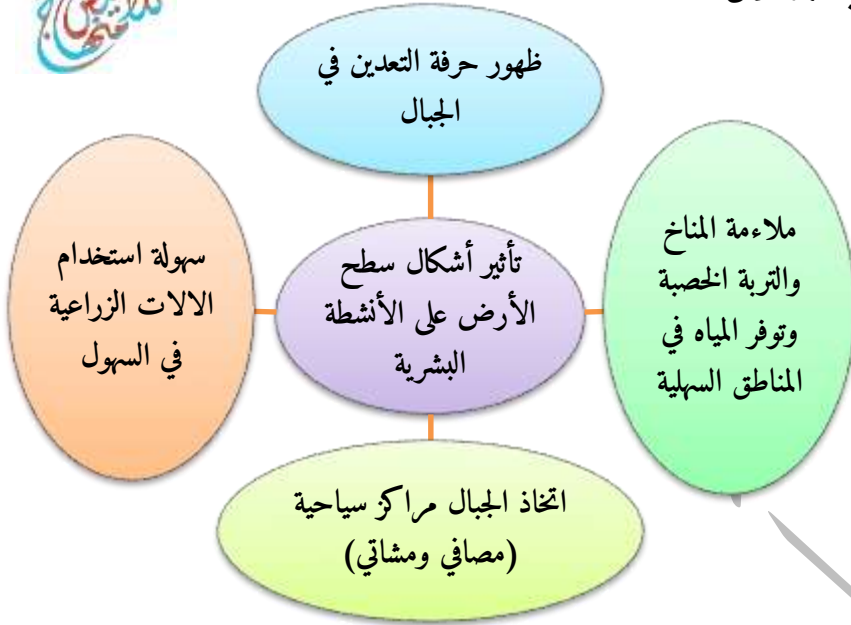 ظهور حرفة التعدين في
الجبال
ملاءمة المناخ
والتربة الخصبة
وتوفر المياه في
المناطق السهلية
تأثير أشكال سطح
الأرض على الأنشطة
البشرية
سهولة استخدام
الالات الزراعية
في السهول
اتخاذ الجبال مراكز سياحية
(مصافي ومشاتي)